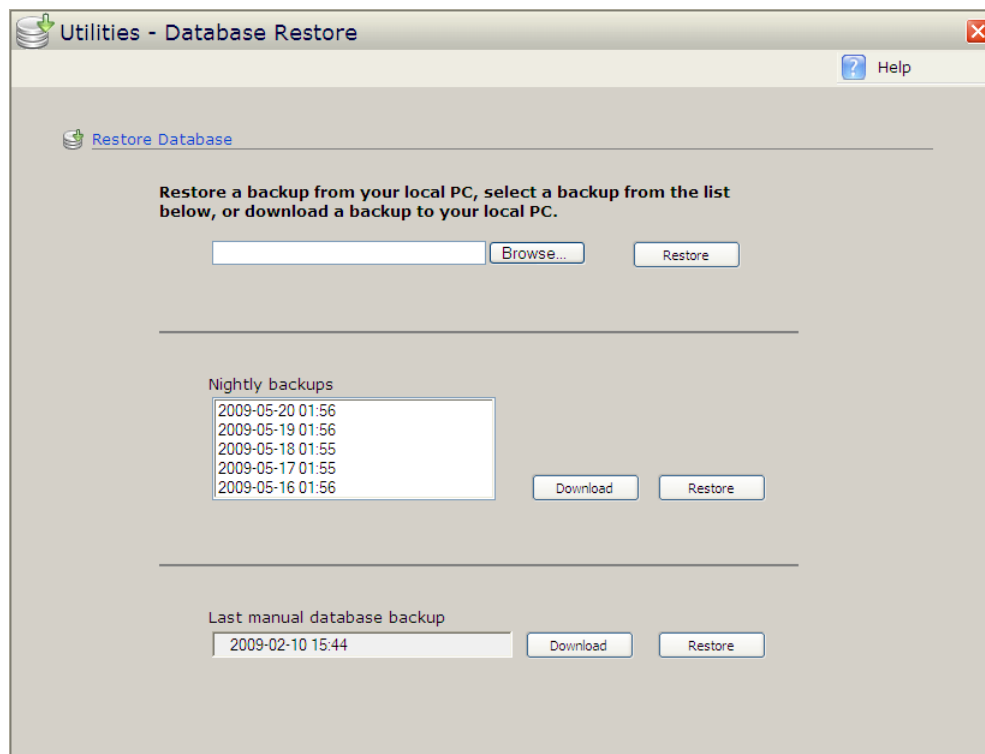 Utilities - Database Restore
Help
Restore Database
Restore a backup from your local PC, select a backup from the list
below, or download a backup to your local PC.
Browse... Restore
Nightly backups
2009-05-20 01:56
2009-05-19 01:56
2009-05-18 01:55
2009-05-17 01:55
2009-05-16 01:56
Download Restore
Last manual database backup
2009-02-10 15:44 Download Restore